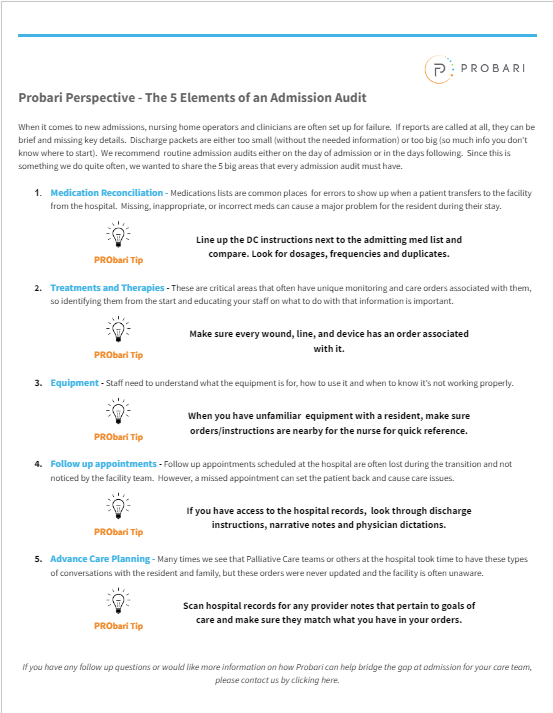 PROBARI
Probari Perspective - The 5 Elements of an Admission Audit
When it comes to new admissions, nursing home operators and clinicians are often set up for failure. If reports are called at all, they can be
brief and missing key details. Discharge packets are either too small (without the needed information) or too big (so much info you don't
know where to start). We recommend routine admission audits either on the day of admission or in the days following. Since this is
something we do quite often, we wanted to share the 5 big areas that every admission audit must have.
1. Medication Reconciliation - Medications lists are common places for errors to show up when a patient transfers to the facility
from the hospital. Missing, inappropriate, or incorrect meds can cause a major problem for the resident during their stay.
Line up the DC instructions next to the admitting med list and
compare. Look for dosages, frequencies and duplicates.
PRObari Tip
2. Treatments and Therapies - These are critical areas that often have unique monitoring and care orders associated with them,
so identifying them from the start and educating your staff on what to do with that information is important.
Make sure every wound, line, and device has an order associated
with it.
PRObari Tip
3. Equipment - Staff need to understand what the equipment is for, how to use it and when to know it's not working properly.
When you have unfamiliar equipment with a resident, make sure
orders/instructions are nearby for the nurse for quick reference.
PRObari Tip
4. Follow up appointments - Follow up appointments scheduled at the hospital are often lost during the transition and not
noticed by the facility team. However, a missed appointment can set the patient back and cause care issues.
If you have access to the hospital records, look through discharge
instructions, narrative notes and physician dictations.
PRObari Tip
5. Advance Care Planning - Many times we see that Palliative Care teams or others at the hospital took time to have these types
of conversations with the resident and family, but these orders were never updated and the facility is often unaware.
Scan hospital records for any provider notes that pertain to goals of
care and make sure they match what you have in your orders.
PRObari Tip
If you have any follow up questions or would like more information on how Probari can help bridge the gap at admission for your care team,
please contact us by clicking here.